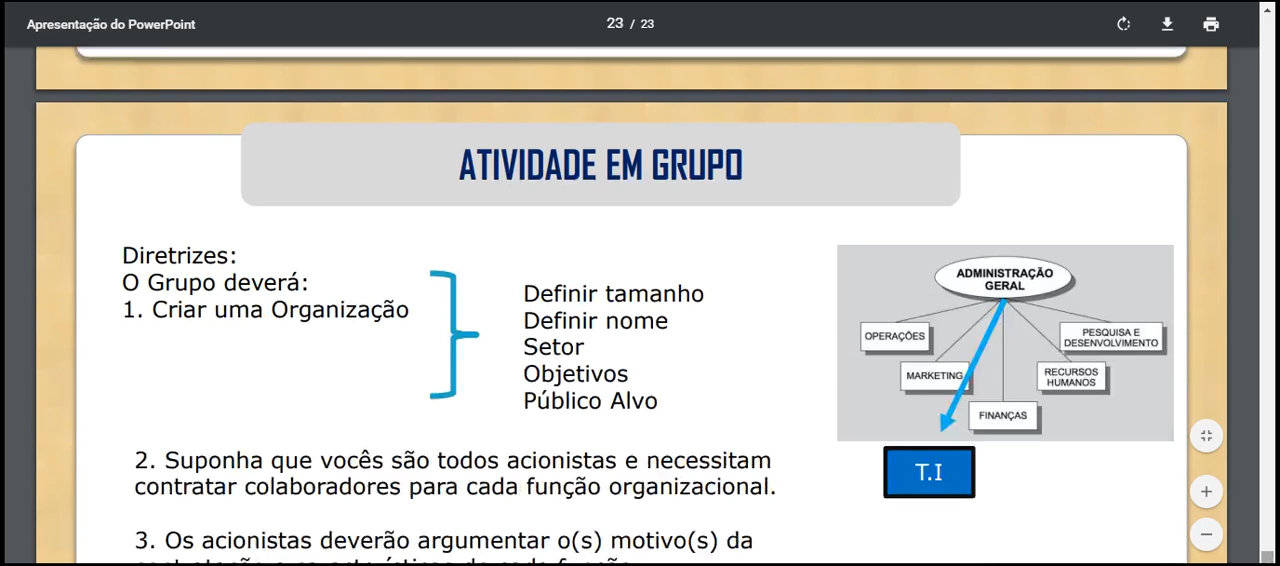 Apresentação do PowerPoint
23 / 23
ATIVIDADE EM GRUPO
Diretrizes:
O Grupo deverá:
1. Criar uma Organização
Definir tamanho
Definir nome
Setor
Objetivos
Público Alvo
ADMINISTRAÇÃO
GERAL
OPERAÇÕES
PESQUISA E
DESENVOLVIMENTO
MARKETING
RECURSOS
HUMANOS
FINANÇAS
T.I
2. Suponha que vocês são todos acionistas e necessitam
contratar colaboradores para cada função organizacional.
3. Os acionistas deverão argumentar o(s) motivo(s) da